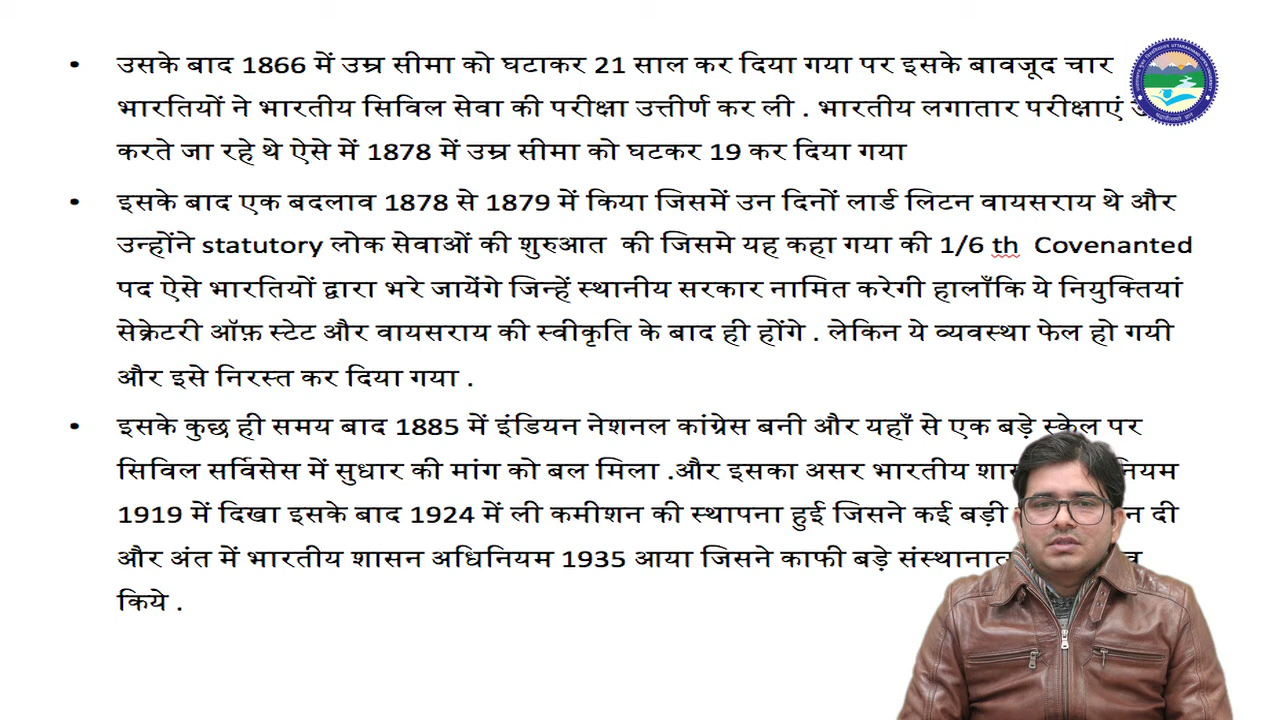 • उसके बाद 1866 में उम्र सीमा को घटाकर 21 साल कर दिया गया पर इसके बावजूद चार
भारतियों ने भारतीय सिविल सेवा की परीक्षा उत्तीर्ण कर ली . भारतीय लगातार परीक्षाएं
करते जा रहे थे ऐसे में 1878 में उम्र सीमा को घटकर 19 कर दिया गया
• इसके बाद एक बदलाव 1878 से 1879 में किया जिसमें उन दिनों लार्ड लिटन वायसराय थे और
उन्होंने statutory लोक सेवाओं की शुरुआत की जिसमे यह कहा गया की 1/6 th Covenanted
पद ऐसे भारतियों द्वारा भरे जायेंगे जिन्हें स्थानीय सरकार नामित करेगी हालाँकि ये नियुक्तियां
सेक्रेटरी ऑफ़ स्टेट और वायसराय की स्वीकृति के बाद ही होंगे . लेकिन ये व्यवस्था फेल हो गयी
और इसे निरस्त कर दिया गया .
• इसके कुछ ही समय बाद 1885 में इंडियन नेशनल कांग्रेस बनी और यहाँ से एक बड़े स्केल पर
सिविल सर्विसेस में सुधार की मांग को बल मिला .और इसका असर भारतीय
1919 में दिखा इसके बाद 1924 में ली कमीशन की स्थापना हुई जिसने कई बड़ी दी
और अंत में भारतीय शासन अधिनियम 1935 आया जिसने काफी बड़े
किये .